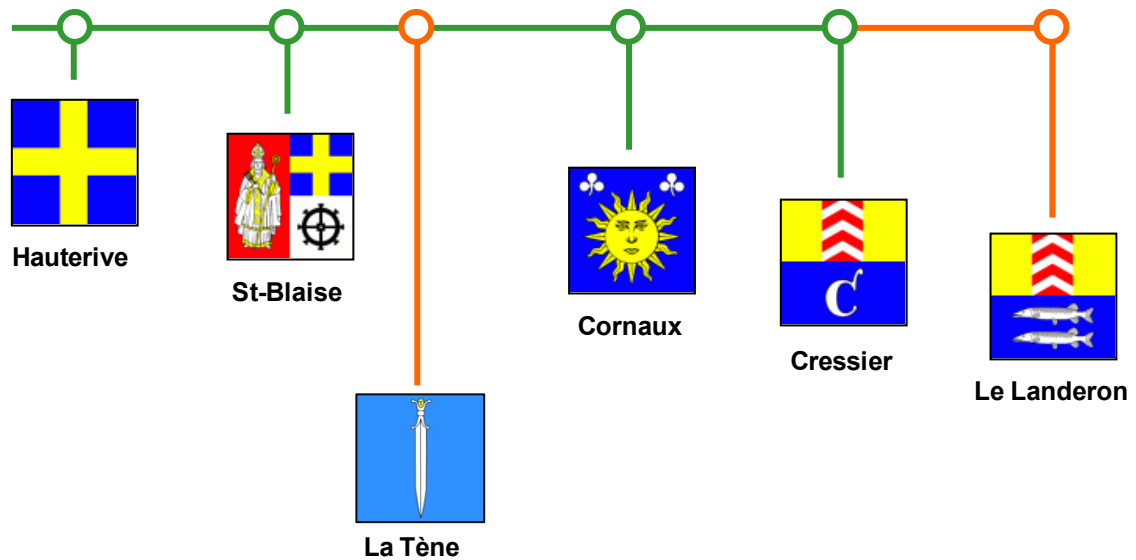 Hauterive
St-Blaise
La Tène
Cornaux
C
Cressier
Le Landeron